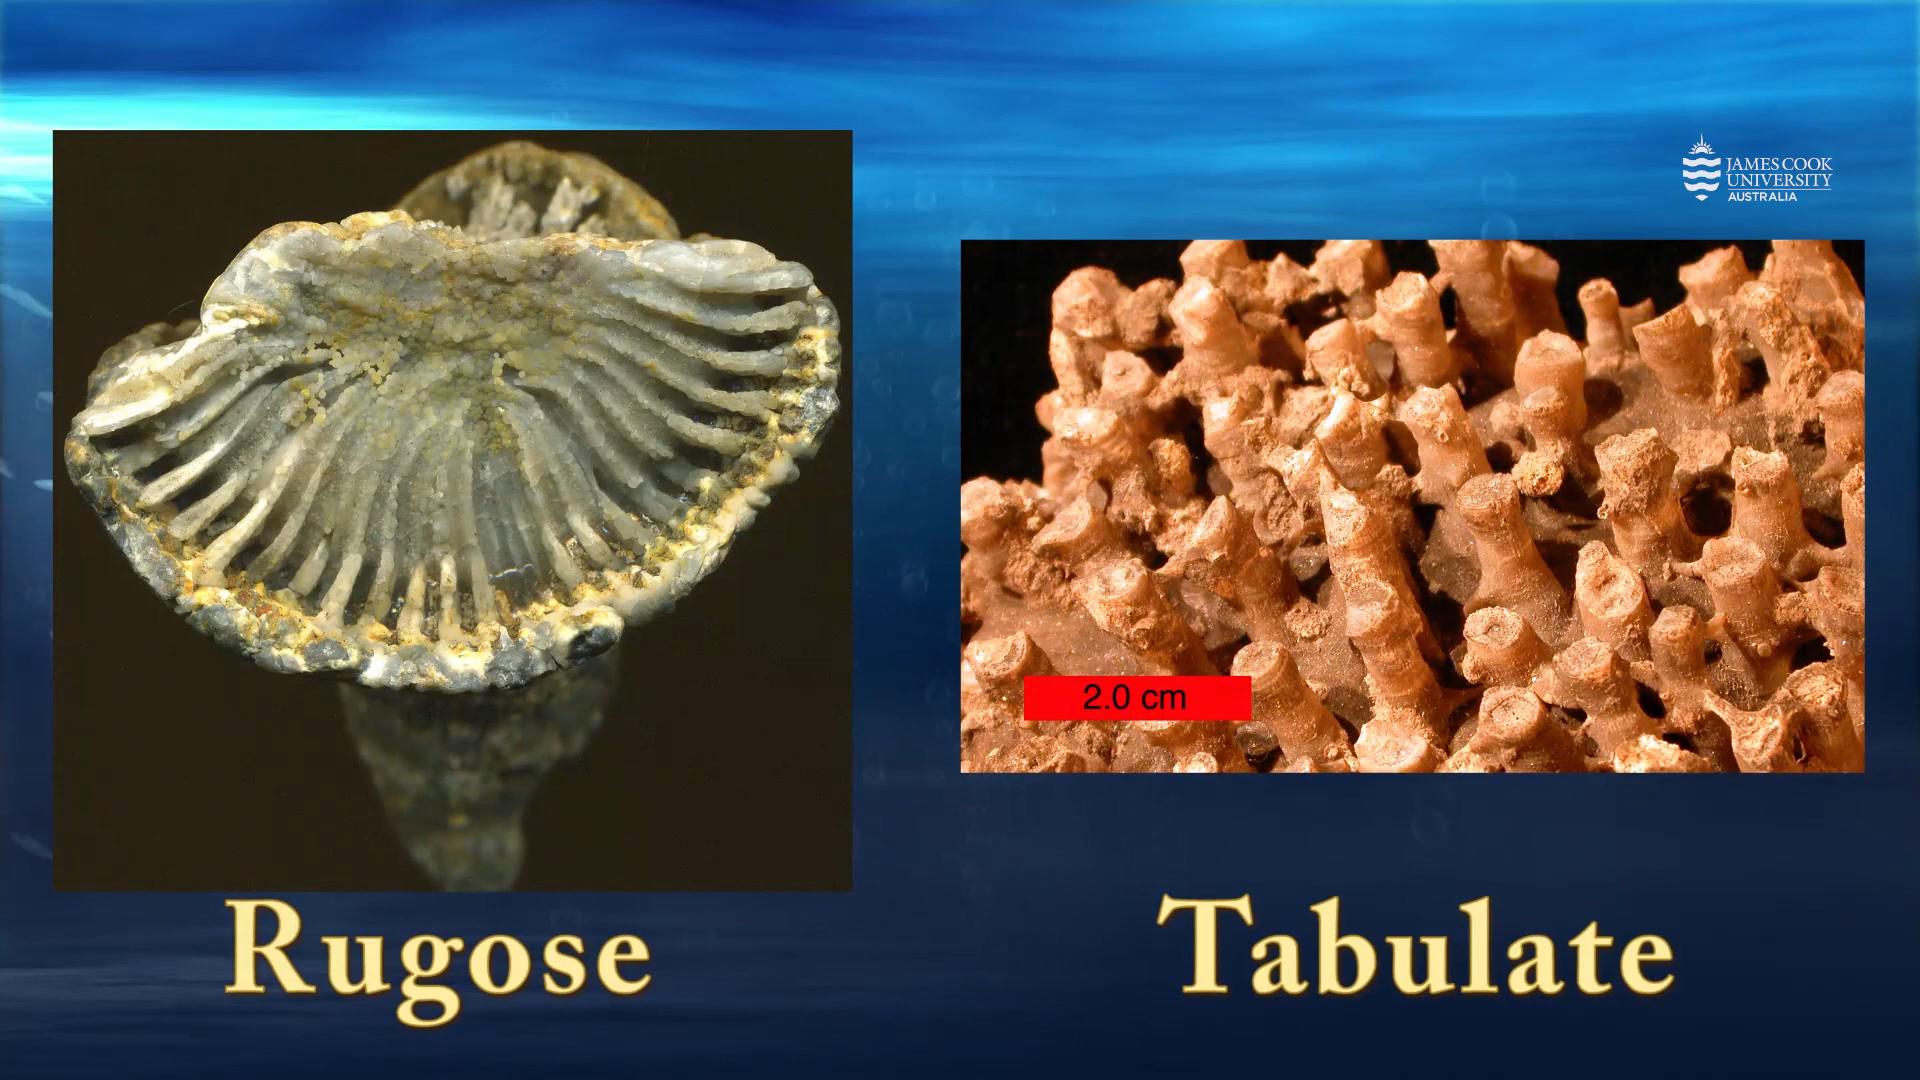 JAMES COOK
UNIVERSITY
AUSTRALIA
2.0 cm
Rugose
Tabulate